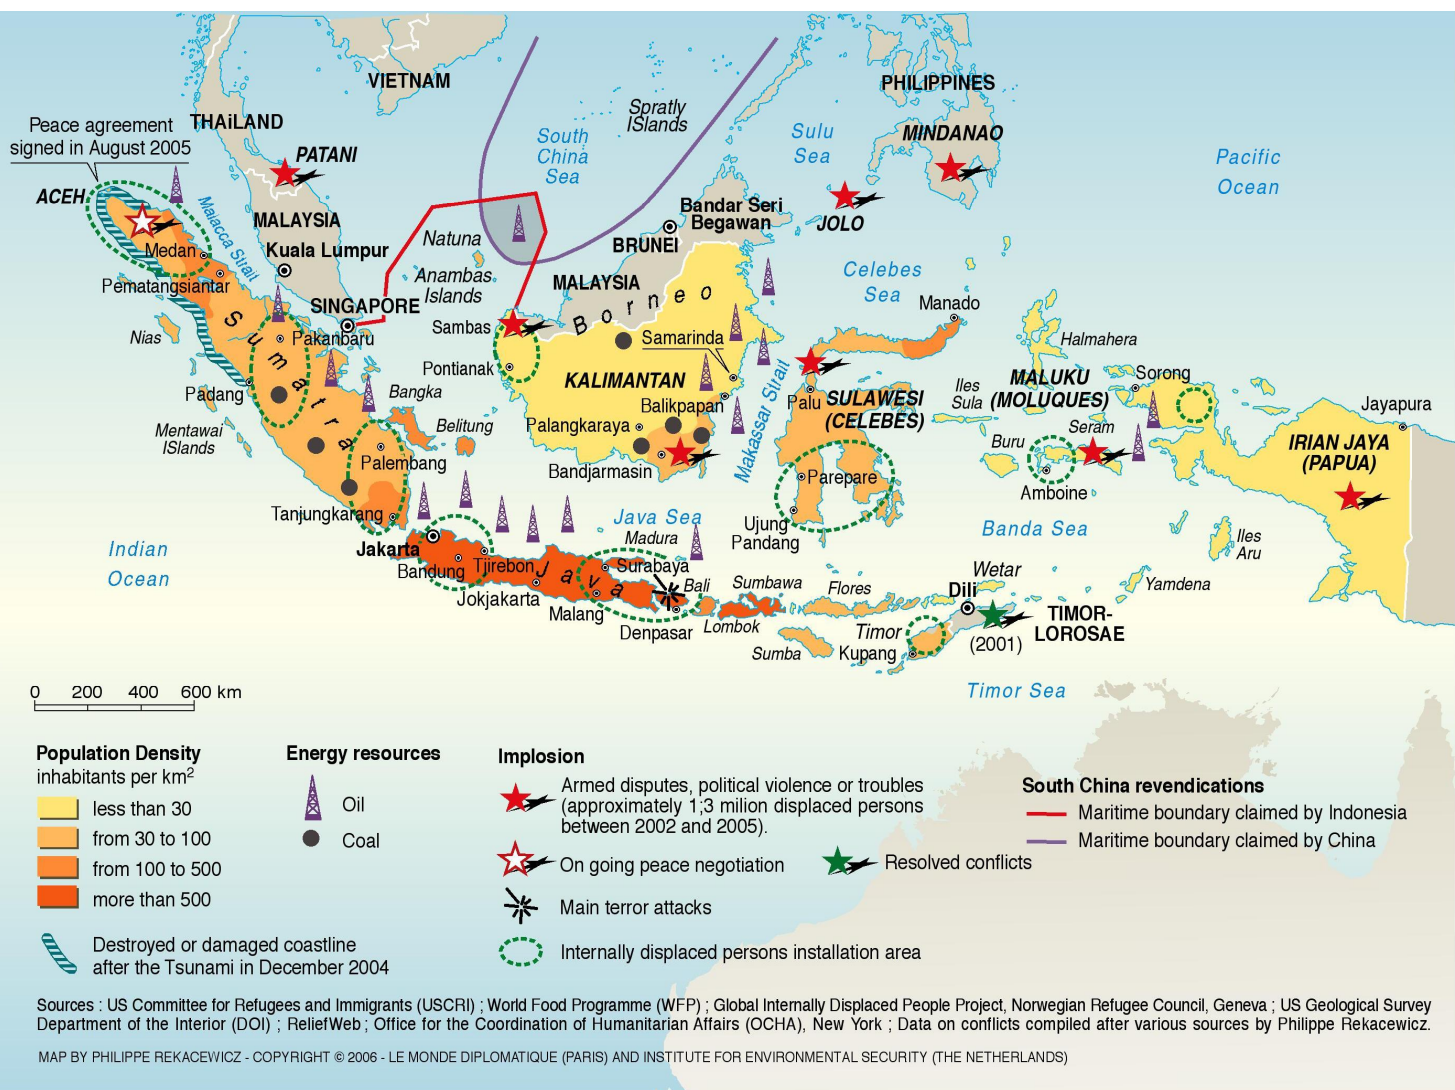 VIETNAM
PHILIPPINES
THAiLAND
Spratly
ISlands
South
China
Sea
Sulu
Sea
MINDANAO
Pacific
Ocean
Peace agreement
signed in August 2005
PATANI
ACEH
Malacca Strait
MALAYSIA
Kuala Lumpur
JOLO
Bandar Seri
Begawan
BRUNEI
Natuna
Anambas
Islands
MALAYSIA
Borneo
Celebes
Sea
Medan
Pematangsiantar
SINGAPORE
Manado
Sambas
Nias
Sumatra
Pakanbaru
Samarinda
Halmahera
Pontianak
KALIMANTAN
Makassar Strait
Padang
Bangka
Balikpapan
Palu
SULAWESI
(CELEBES)
Iles
Sula
MALUKU
(MOLUQUES)
Sorong
Jayapura
Mentawai
ISlands
Belitung
Palangkaraya
Buru
Seram
IRIAN JAYA
(PAPUA)
Palembang
Bandjarmasin
Parepare
Amboine
Tanjungkarang
Java Sea
Madura
Ujung
Pandang
Banda Sea
Iles
Aru
Indian
Ocean
Jakarta
Bandung
Tjirebon
Java
Surabaya
Bali
Sumbawa
Flores
Wetar
Yamdena
Jokjakarta
Malang
Denpasar
Lombok
Sumba
Timor
Kupang
Dili
(2001)
TIMOR-
LOROSAE
Timor Sea
0 200 400 600 km
Population Density
inhabitants per km2
less than 30
from 30 to 100
from 100 to 500
more than 500
Destroyed or damaged coastline
after the Tsunami in December 2004
Energy resources
Oil
Coal
Implosion
Armed disputes, political violence or troubles
(approximately 1;3 milion displaced persons
between 2002 and 2005).
On going peace negotiation
Resolved conflicts
Main terror attacks
Internally displaced persons installation area
South China revendications
Maritime boundary claimed by Indonesia
Maritime boundary claimed by China
Sources : US Committee for Refugees and Immigrants (USCRI) ; World Food Programme (WFP) ; Global Internally Displaced People Project, Norwegian Refugee Council, Geneva ; US Geological Survey
Department of the Interior (DOI) ; ReliefWeb ; Office for the Coordination of Humanitarian Affairs (OCHA), New York ; Data on conflicts compiled after various sources by Philippe Rekacewicz.
MAP BY PHILIPPE REKACEWICZ - COPYRIGHT © 2006 - LE MONDE DIPLOMATIQUE (PARIS) AND INSTITUTE FOR ENVIRONMENTAL SECURITY (THE NETHERLANDS)